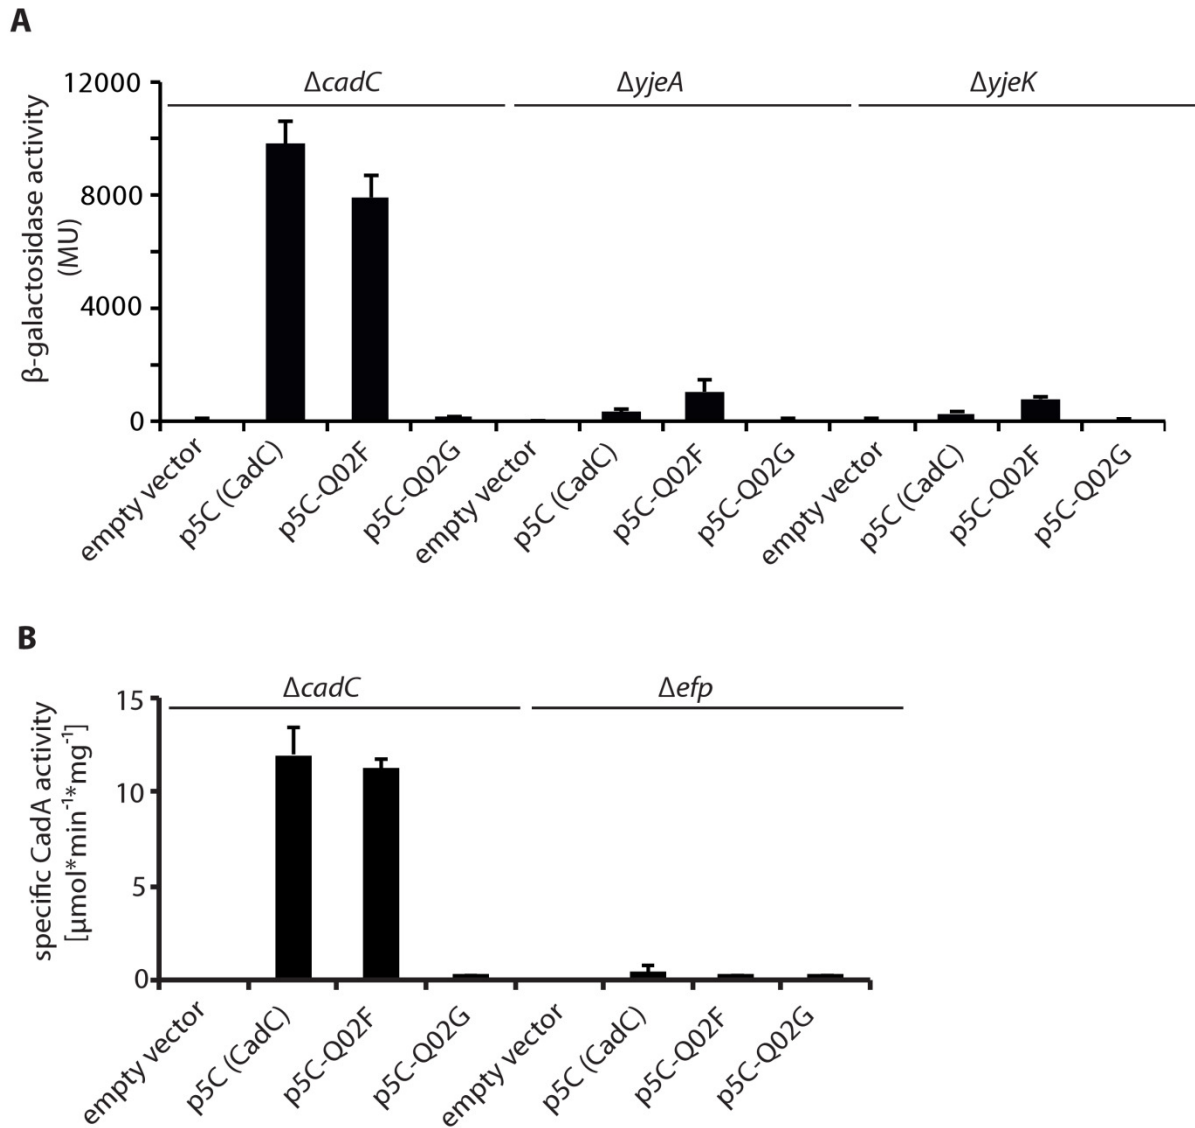 A
ΔcadC ΔyjeA ΔyjeK
β-galactosidase activity
(MU)
12000
8000
4000
0
empty vector
p5C (CadC)
p5C-Q02F
p5C-Q02G
empty vector
p5C (CadC)
p5C-Q02F
p5C-Q02G
empty vector
p5C (CadC)
p5C-Q02F
p5C-Q02G
B
ΔcadC Δefp
specific CadA activity
[μmol*min⁻¹*mg⁻¹]
15
10
5
0
empty vector
p5C (CadC)
p5C-Q02F
p5C-Q02G
empty vector
p5C (CadC)
p5C-Q02F
p5C-Q02G